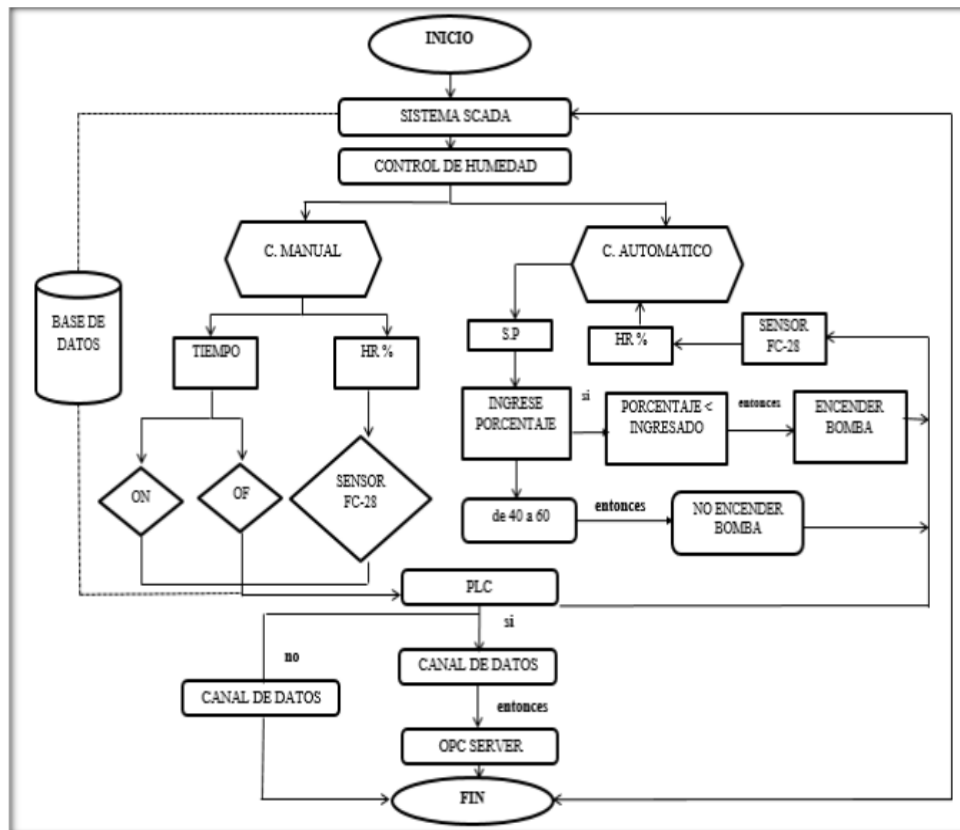 INICIO
SISTEMA SCADA
CONTROL DE HUMEDAD
C. MANUAL
C. AUTOMATICO
BASE DE
DATOS
TIEMPO
HR %
S.P
HR %
SENSOR
FC-28
INGRESE
PORCENTAJE
si
PORCENTAJE <
INGRESADO
entonces
ENCENDER
BOMBA
ON
OF
SENSOR
FC-28
de 40 a 60
entonces
NO ENCENDER
BOMBA
PLC
si
no
CANAL DE DATOS
CANAL DE DATOS
entonces
OPC SERVER
FIN